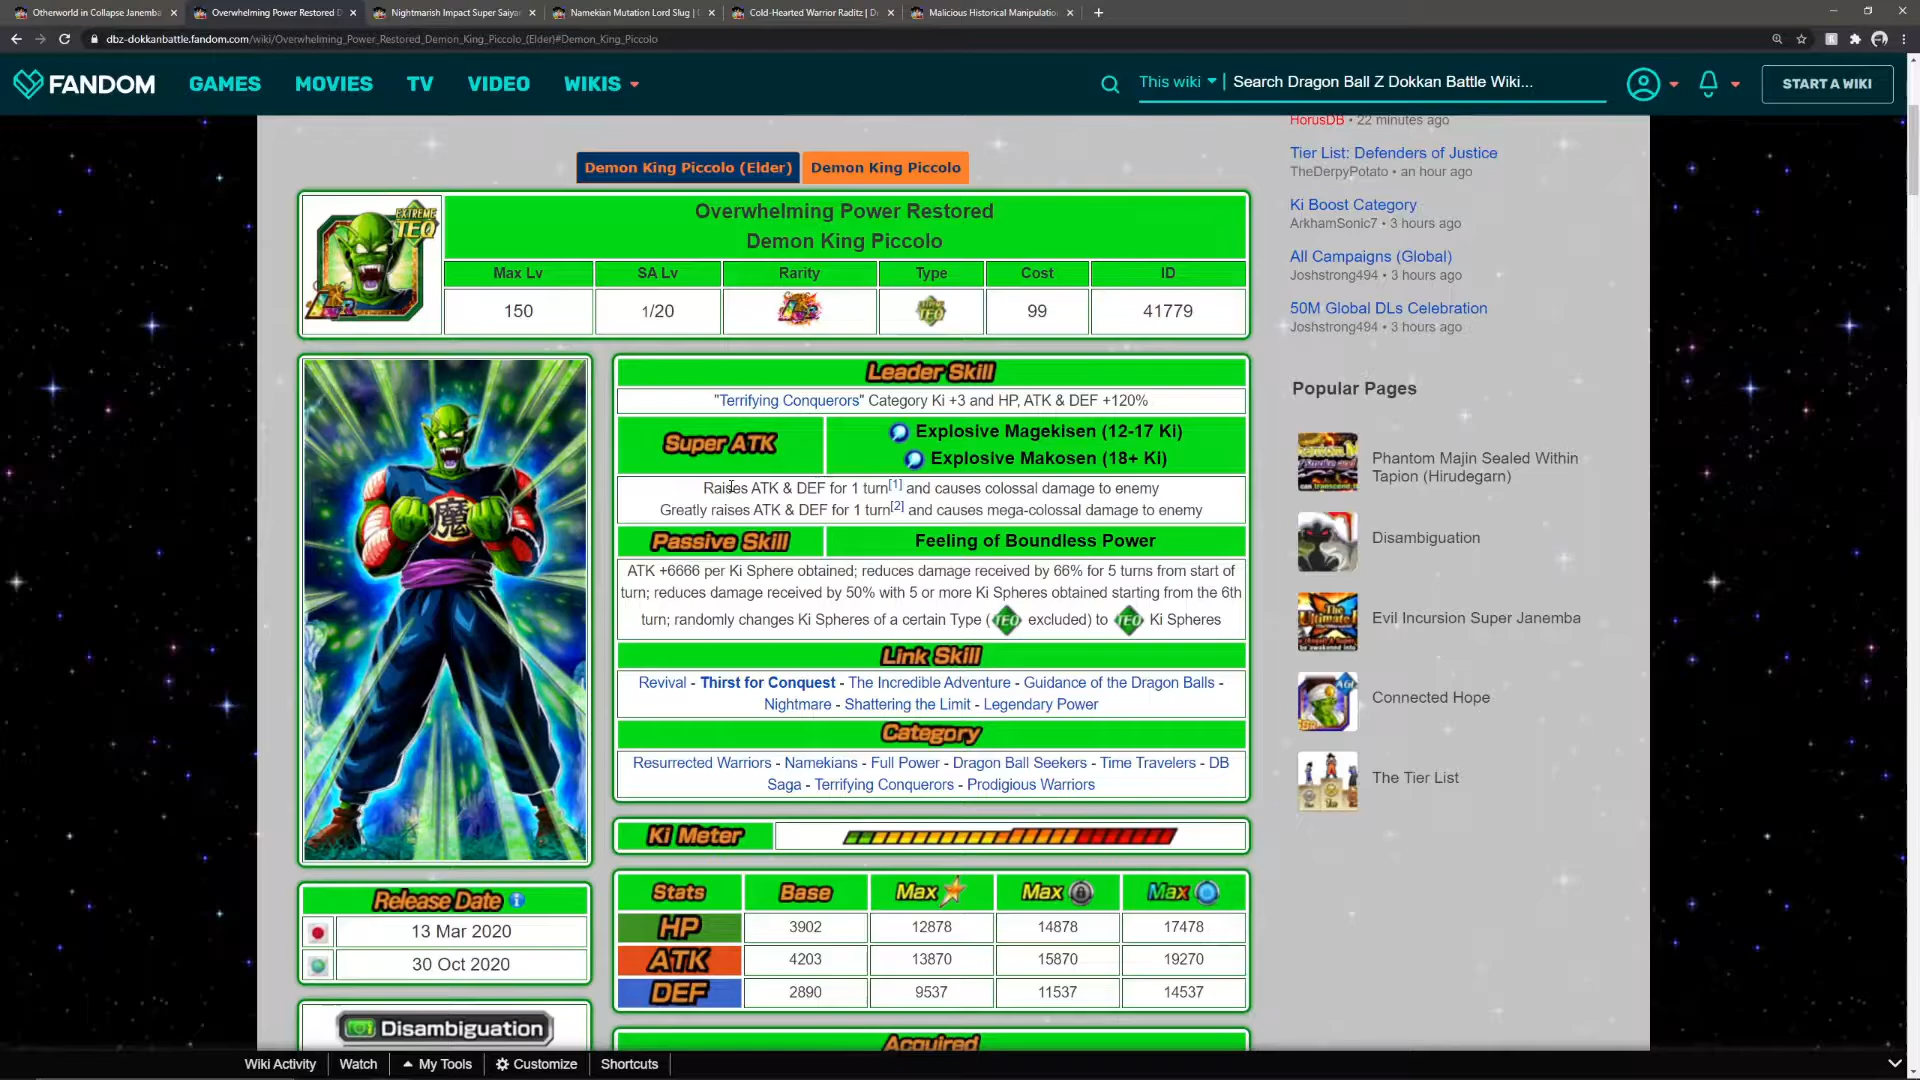 Otherworld in Collapse Janemba
Overwhelming Power Restored D
Nightmarish Impact Super Saiyan
Namekian Mutation Lord Slug |
Cold-Hearted Warrior Raditz | D
Malicious Historical Manipulatio
dbz-dokkanbattle.fandom.com/wiki/Overwhelming_Power_Restored_Demon_King_Piccolo_(Elder)#Demon_King_Piccolo
FANDOM GAMES MOVIES TV VIDEO WIKIS This wiki Search Dragon Ball Z Dokkan Battle Wiki... START A WIKI
HorusDB • 22 minutes ago
Tier List: Defenders of Justice
TheDerpyPotato • an hour ago
Ki Boost Category
ArkhamSonic7 • 3 hours ago
All Campaigns (Global)
Joshstrong494 • 3 hours ago
50M Global DLs Celebration
Joshstrong494 • 3 hours ago
Popular Pages
Phantom Majin Sealed Within
Tapion (Hirudegarn)
Disambiguation
Evil Incursion Super Janemba
Connected Hope
The Tier List
Demon King Piccolo (Elder) Demon King Piccolo
EXTREME
TEQ
Overwhelming Power Restored
Demon King Piccolo
Max Lv SA Lv Rarity Type Cost ID
150 1/20 EXTREME TEQ 99 41779
魔
Leader Skill
"Terrifying Conquerors" Category Ki +3 and HP, ATK & DEF +120%
Super ATK
Explosive Magekisen (12-17 Ki)
Explosive Makosen (18+ Ki)
Raises ATK & DEF for 1 turn[1] and causes colossal damage to enemy
Greatly raises ATK & DEF for 1 turn[2] and causes mega-colossal damage to enemy
Passive Skill Feeling of Boundless Power
ATK +6666 per Ki Sphere obtained; reduces damage received by 66% for 5 turns from start of
turn; reduces damage received by 50% with 5 or more Ki Spheres obtained starting from the 6th
turn; randomly changes Ki Spheres of a certain Type (TEQ excluded) to TEQ Ki Spheres
Link Skill
Revival - Thirst for Conquest - The Incredible Adventure - Guidance of the Dragon Balls -
Nightmare - Shattering the Limit - Legendary Power
Category
Resurrected Warriors - Namekians - Full Power - Dragon Ball Seekers - Time Travelers - DB
Saga - Terrifying Conquerors - Prodigious Warriors
Ki Meter
Stats Base Max Max Max
HP 3902 12878 14878 17478
ATK 4203 13870 15870 19270
DEF 2890 9537 11537 14537
Acquired
Release Date
13 Mar 2020
30 Oct 2020
Disambiguation
Wiki Activity Watch My Tools Customize Shortcuts